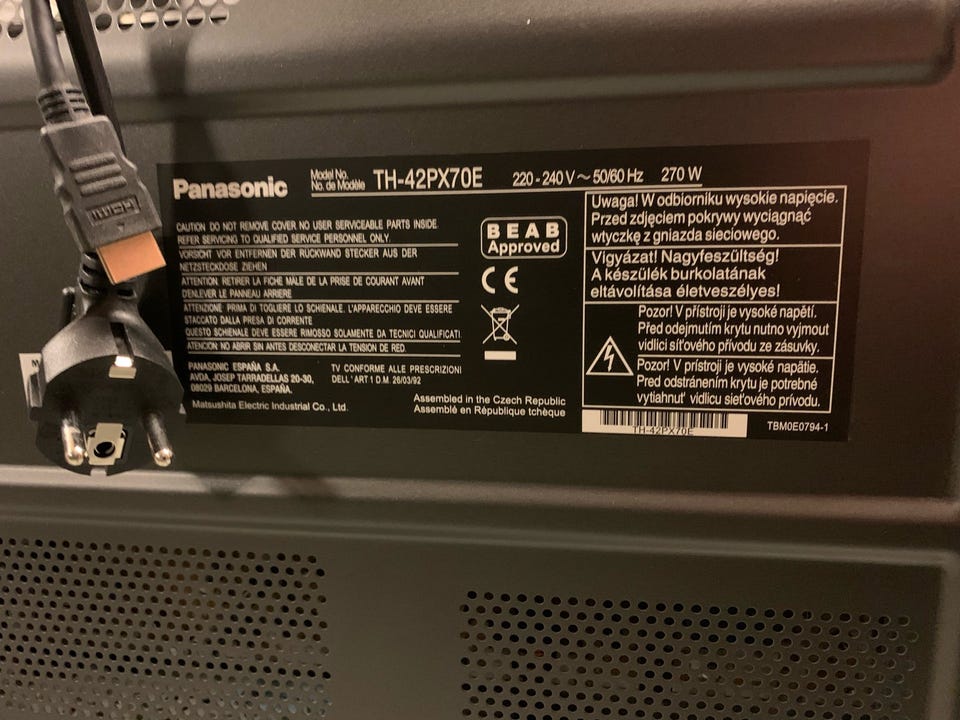 HDMI
Panasonic
Model No.
No. de Modèle
TH-42PX70E
220 - 240 V ~ 50/60 Hz
270 W
CAUTION DO NOT REMOVE COVER NO USER SERVICEABLE PARTS INSIDE.
REFER SERVICING TO QUALIFIED SERVICE PERSONNEL ONLY.
VORSICHT VOR ENTFERNEN DER RÜCKWAND STECKER AUS DER
NETZSTECKDOSE ZIEHEN
ATTENTION. RETIRER LA FICHE MALE DE LA PRISE DE COURANT AVANT
D'ENLEVER LE PANNEAU ARRIERE
ATTENZIONE. PRIMA DI TOGLIERE LO SCHIENALE. L'APPARECCHIO DEVE ESSERE
STACCATO DALLA PRESA DI CORRENTE
QUESTO SCHIENALE DEVE ESSERE RIMOSSO SOLAMENTE DA TECNICI QUALIFICATI
ATENCION NO ABRIR SIN ANTES DESCONECTAR LA TENSION DE RED.
PANASONIC ESPAÑA S.A.
AVDA, JOSEP TARRADELLAS 20-30,
08029 BARCELONA, ESPAÑA.
TV CONFORME ALLE PRESCRIZIONI
DELL' ART 1 D.M. 26/03/92
Matsushita Electric Industrial Co., Ltd.
Assembled in the Czech Republic
Assemblé en République tchèque
BEAB
Approved
CE
Uwaga! W odbiorniku wysokie napięcie.
Przed zdjęciem pokrywy wyciągnąć
wtyczkę z gniazda sieciowego.
Vigyázat! Nagyfeszültség!
A készülék burkolatának
eltávolítása életveszélyes!
Pozor! V přístroji je vysoké napětí.
Před odejmutím krytu nutno vyjmout
vidlici síťového přívodu ze zásuvky.
Pozor! V prístroji je vysoké napätie.
Pred odstránením krytu je potrebné
vytiahnuť vidlicu sieťového prívodu.
TH-42PX70E
TBM0E0794-1